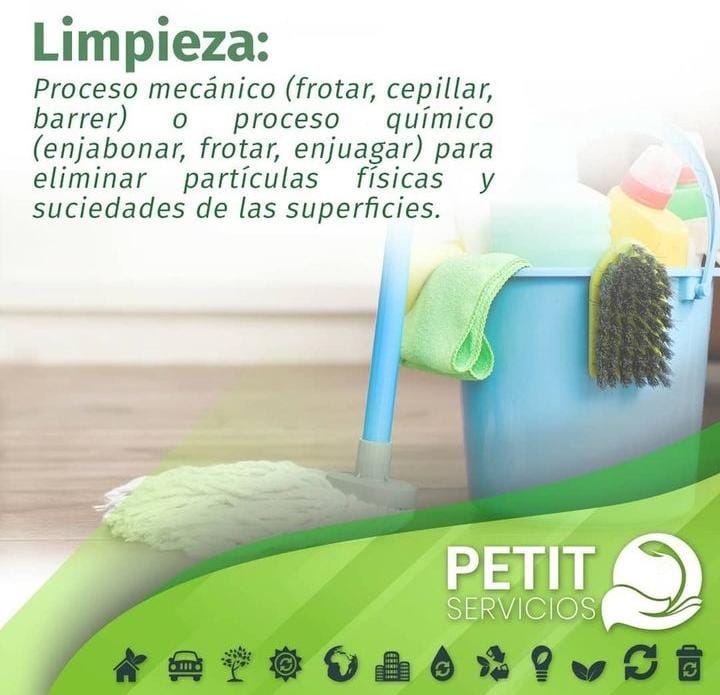 Limpieza:
Proceso mecánico (frotar, cepillar,
barrer) o proceso químico
(enjabonar, frotar, enjuagar) para
eliminar partículas físicas y
suciedades de las superficies.
PETIT
SERVICIOS